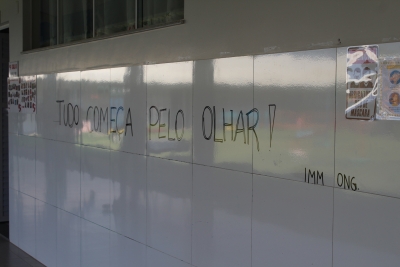 TUDO COMEÇA PELO OLHAR!
IMM ONG.